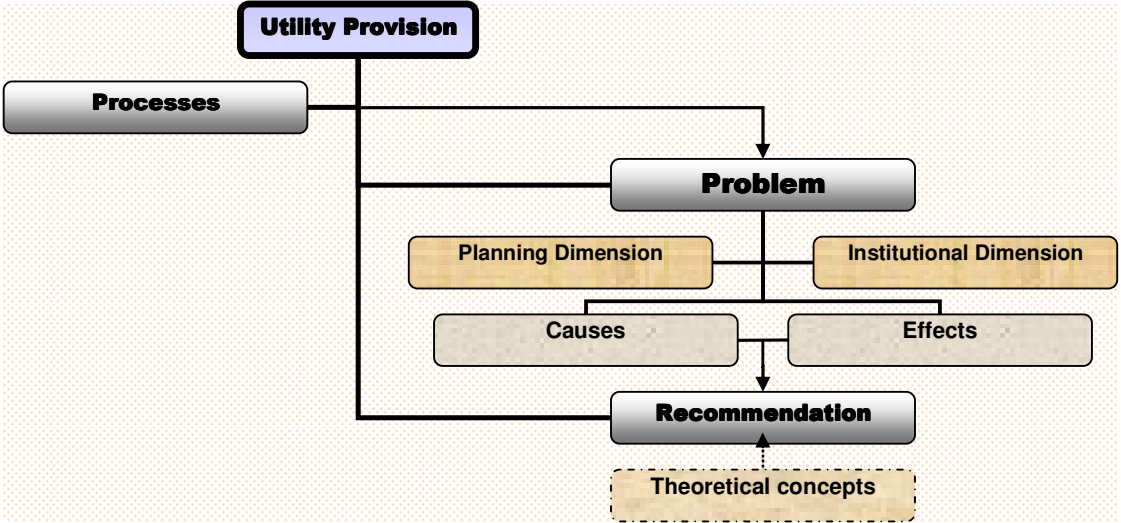 Utility Provision
Processes
Problem
Planning Dimension
Institutional Dimension
Causes
Effects
Recommendation
Theoretical concepts